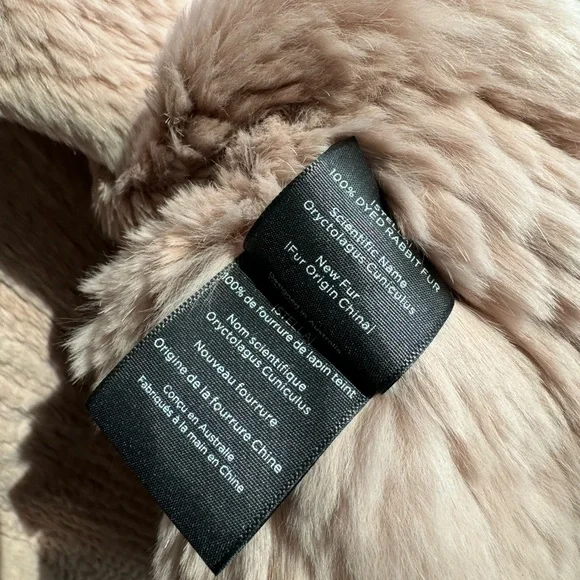 100% DYED RABBIT FUR
Scientific Name
Oryctolagus Cuniculus
New Fur
|Fur Origin China|
100% de fourrure de lapin teint
Nom scientifique
Oryctolagus Cuniculus
Nouveau fourrure
Origine de la fourrure Chine
Conçu en Australie
Fabriqués à la main en Chine